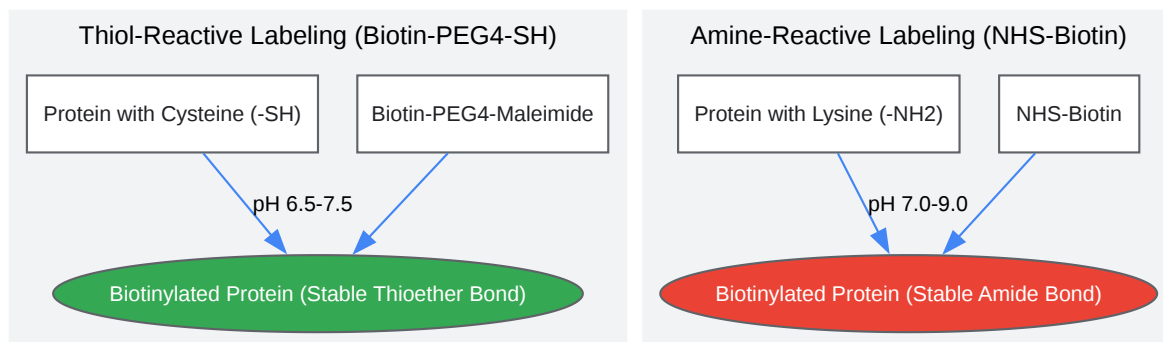 Thiol-Reactive Labeling (Biotin-PEG4-SH)
Protein with Cysteine (-SH)
Biotin-PEG4-Maleimide
pH 6.5-7.5
Biotinylated Protein (Stable Thioether Bond)
Amine-Reactive Labeling (NHS-Biotin)
Protein with Lysine (-NH2)
NHS-Biotin
pH 7.0-9.0
Biotinylated Protein (Stable Amide Bond)